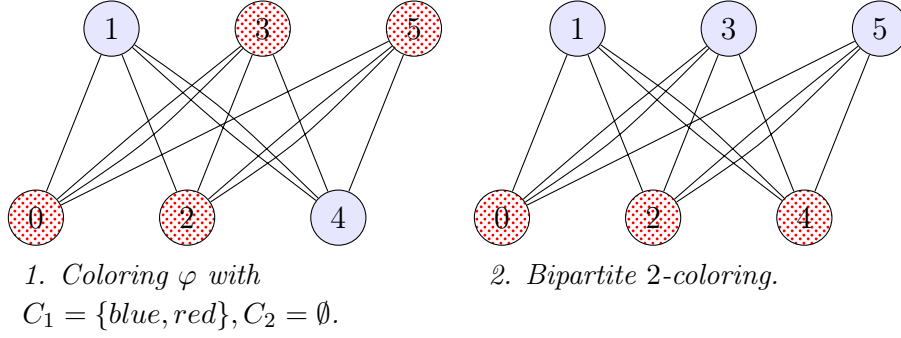 1 3 5 1 3 5
0 2 4 0 2 4
1. Coloring φ with 2. Bipartite 2-coloring.
C₁ = {blue, red}, C₂ = ∅.